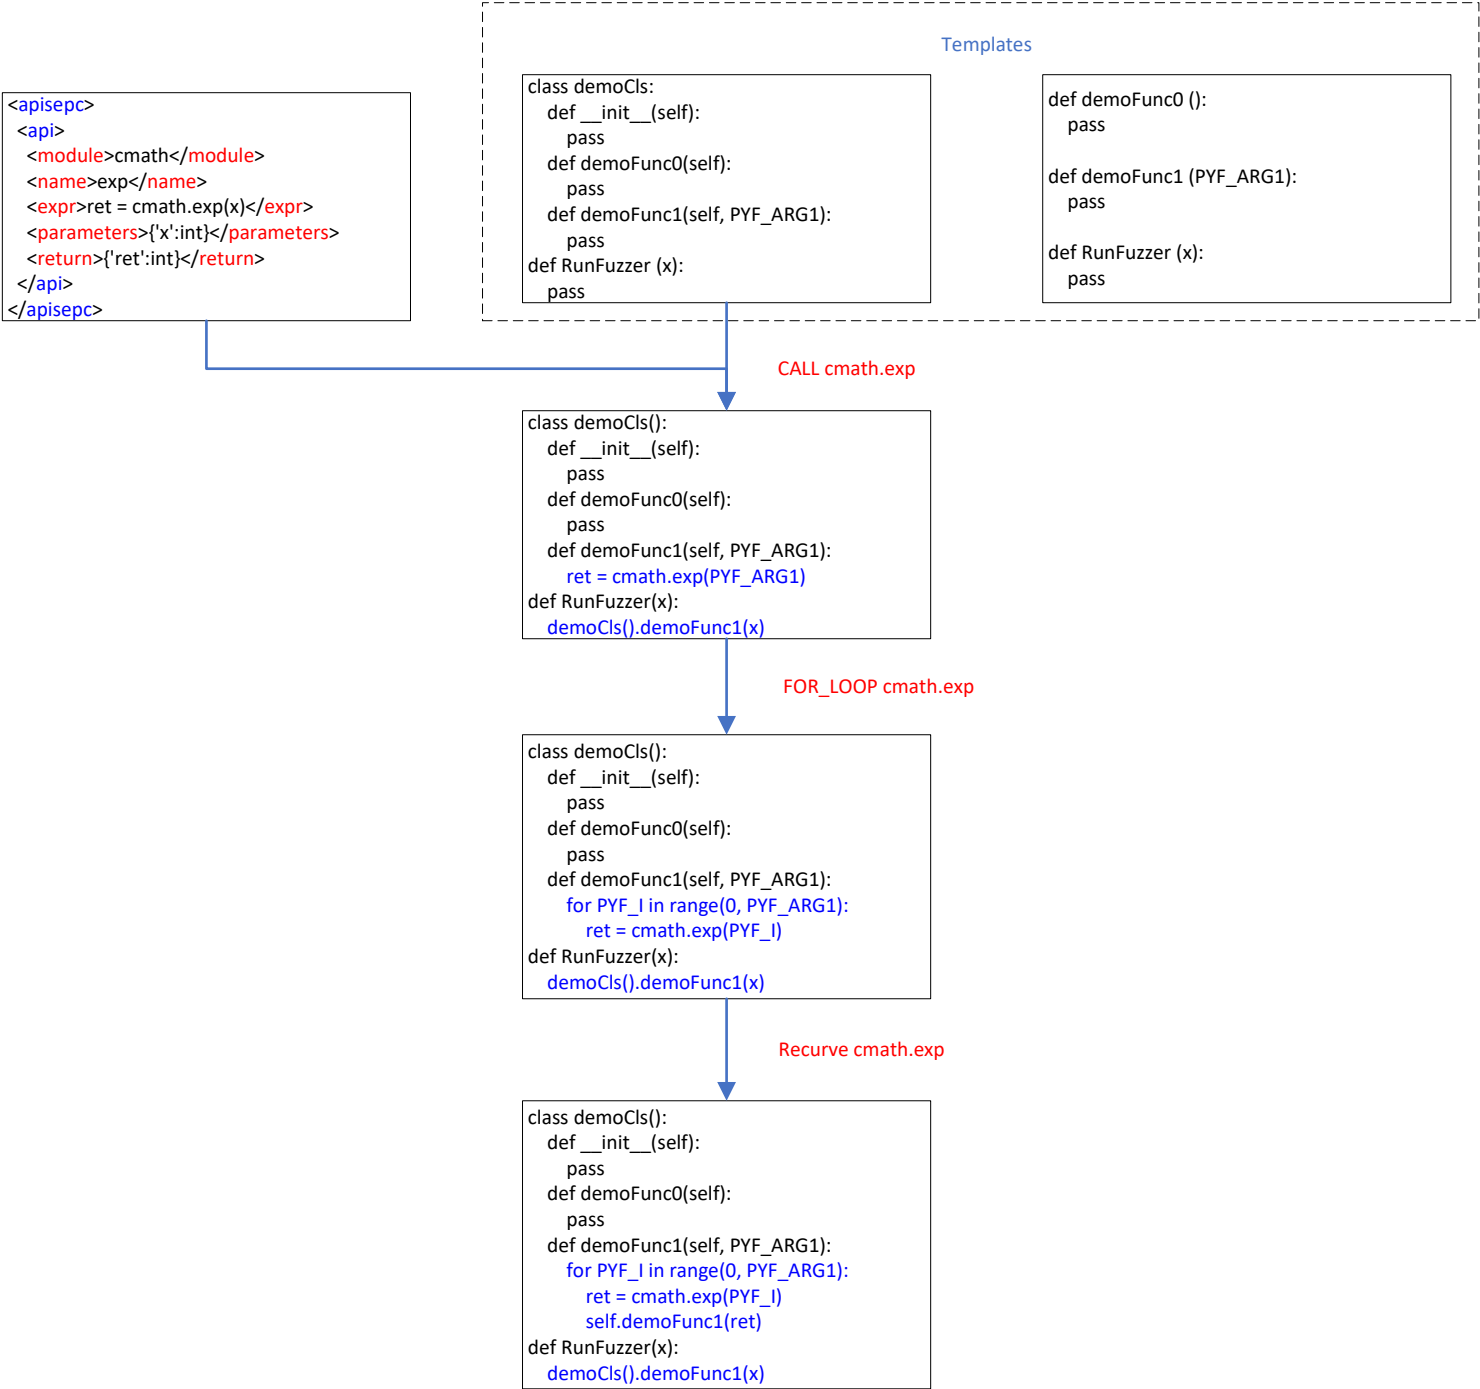 Templates
<apisepc>
<api>
<module>cmath</module>
<name>exp</name>
<expr>ret = cmath.exp(x)</expr>
<parameters>{'x':int}</parameters>
<return>{'ret':int}</return>
</api>
</apisepc>
class demoCls:
def __init__(self):
pass
def demoFunc0(self):
pass
def demoFunc1(self, PYF_ARG1):
pass
def RunFuzzer (x):
pass
def demoFunc0 ():
pass
def demoFunc1 (PYF_ARG1):
pass
def RunFuzzer (x):
pass
CALL cmath.exp
class demoCls():
def __init__(self):
pass
def demoFunc0(self):
pass
def demoFunc1(self, PYF_ARG1):
ret = cmath.exp(PYF_ARG1)
def RunFuzzer(x):
demoCls().demoFunc1(x)
FOR_LOOP cmath.exp
class demoCls():
def __init__(self):
pass
def demoFunc0(self):
pass
def demoFunc1(self, PYF_ARG1):
for PYF_I in range(0, PYF_ARG1):
ret = cmath.exp(PYF_I)
def RunFuzzer(x):
demoCls().demoFunc1(x)
Recurve cmath.exp
class demoCls():
def __init__(self):
pass
def demoFunc0(self):
pass
def demoFunc1(self, PYF_ARG1):
for PYF_I in range(0, PYF_ARG1):
ret = cmath.exp(PYF_I)
self.demoFunc1(ret)
def RunFuzzer(x):
demoCls().demoFunc1(x)